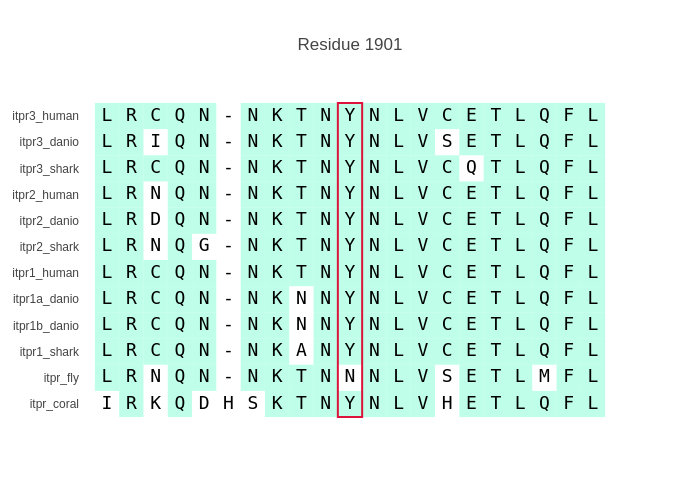 Residue 1901
itpr3_human L R C Q N - N K T N Y N L V C E T L Q F L
itpr3_danio L R I Q N - N K T N Y N L V S E T L Q F L
itpr3_shark L R C Q N - N K T N Y N L V C Q T L Q F L
itpr2_human L R N Q N - N K T N Y N L V C E T L Q F L
itpr2_danio L R D Q N - N K T N Y N L V C E T L Q F L
itpr2_shark L R N Q G - N K T N Y N L V C E T L Q F L
itpr1_human L R C Q N - N K T N Y N L V C E T L Q F L
itpr1a_danio L R C Q N - N K N N Y N L V C E T L Q F L
itpr1b_danio L R C Q N - N K N N Y N L V C E T L Q F L
itpr1_shark L R C Q N - N K A N Y N L V C E T L Q F L
itpr_fly L R N Q N - N K T N N N L V S E T L M F L
itpr_coral I R K Q D H S K T N Y N L V H E T L Q F L